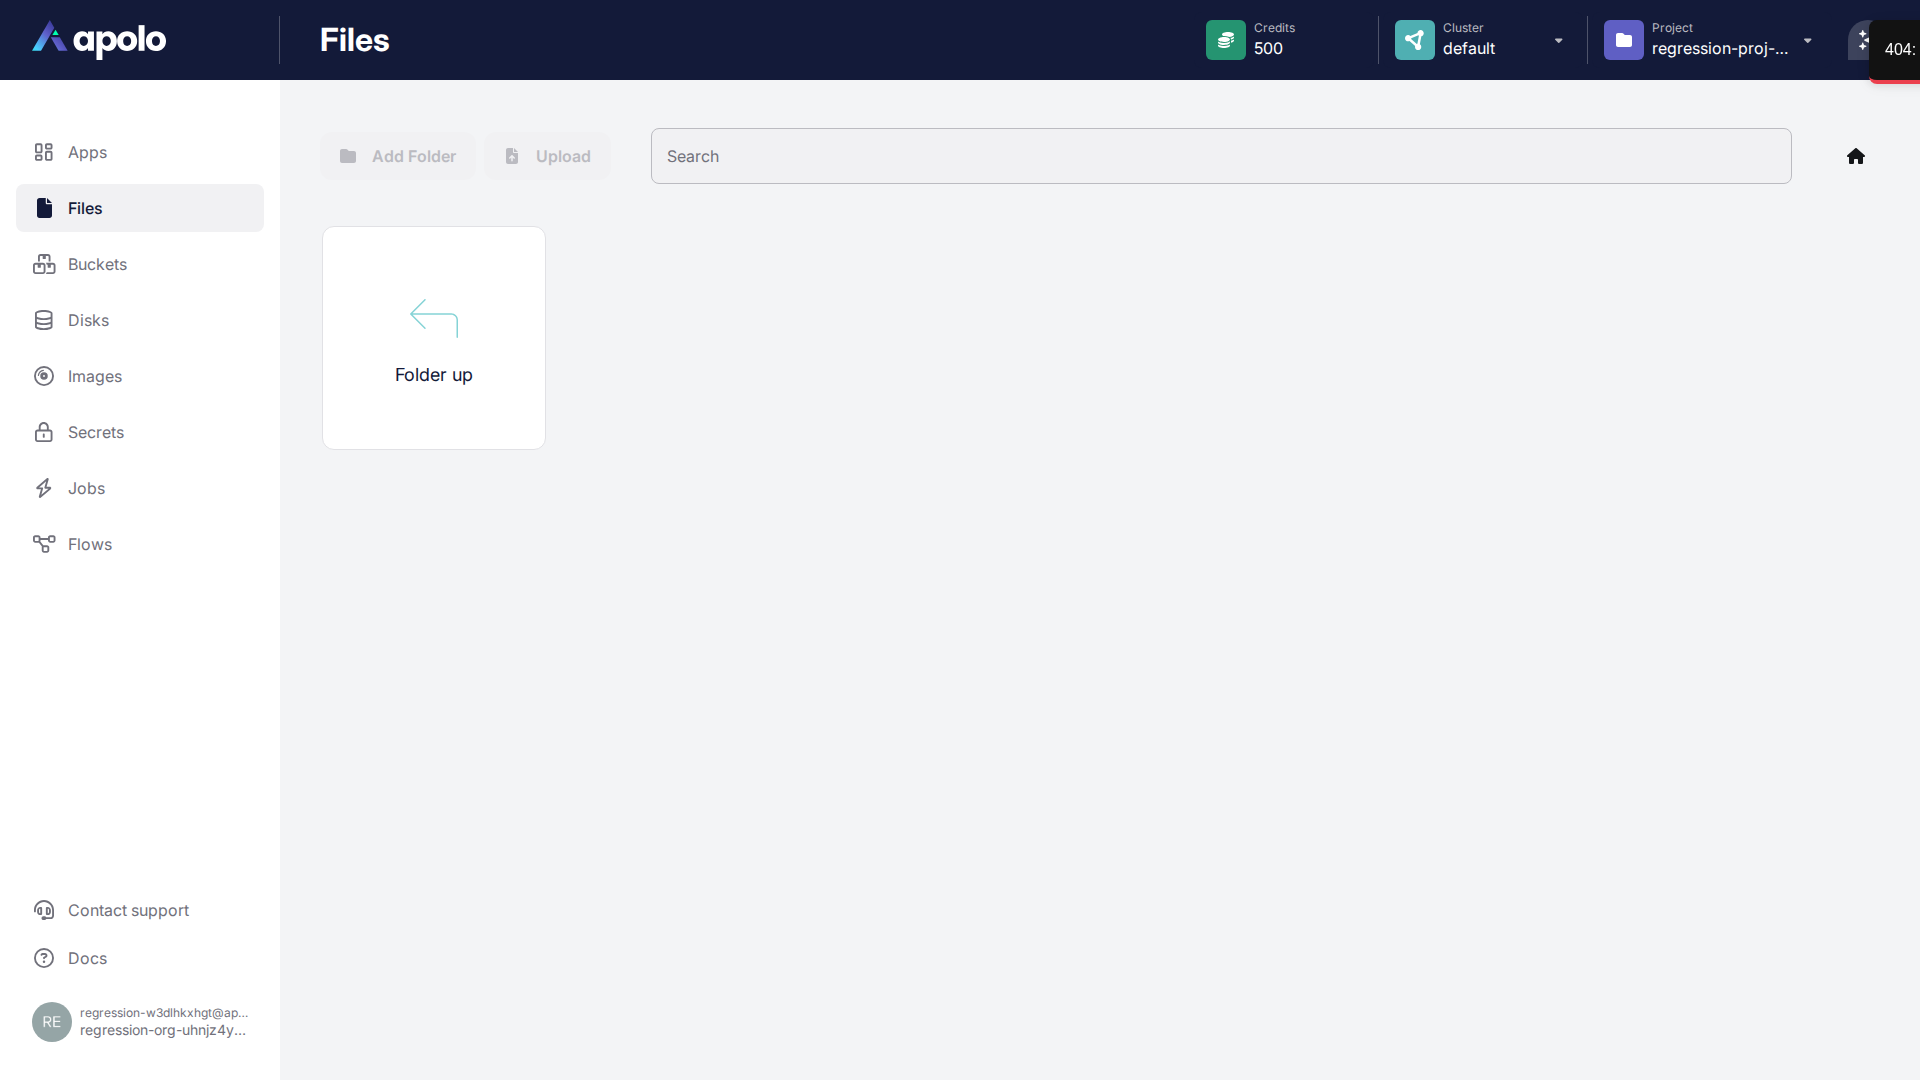 apolo
Files
Credits
500
Cluster
default
Project
regression-proj-...
404:
Apps
Files
Buckets
Disks
Images
Secrets
Jobs
Flows
Add Folder
Upload
Search
Folder up
Contact support
Docs
RE
regression-w3dlhkxhgt@ap...
regression-org-uhnjz4y...